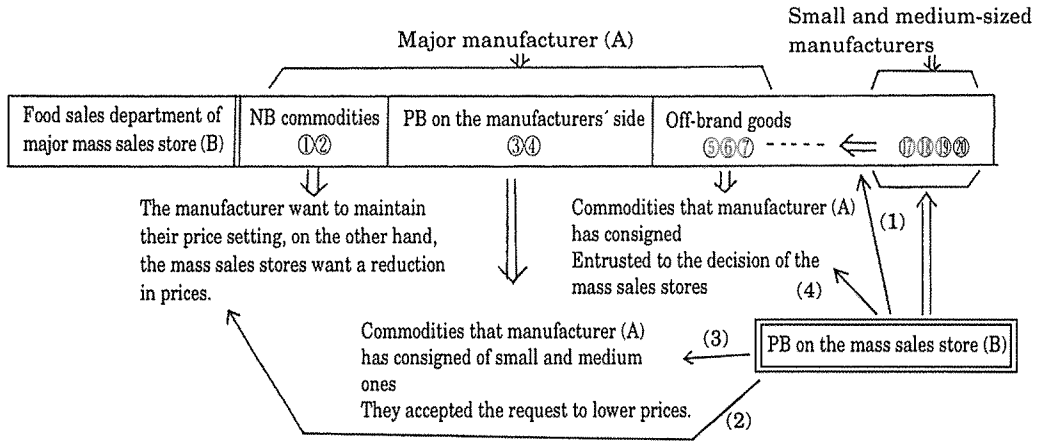 Small and medium-sized
manufacturers
Major manufacturer (A)
Food sales department of
major mass sales store (B)
NB commodities
①②
PB on the manufacturers´ side
③④
Off-brand goods
⑤⑥⑦ ----- ⑰⑱⑲⑳
The manufacturer want to maintain
their price setting, on the other hand,
the mass sales stores want a reduction
in prices.
Commodities that manufacturer (A)
has consigned
Entrusted to the decision of the
mass sales stores
(1)
(4)
Commodities that manufacturer (A)
has consigned of small and medium
ones
They accepted the request to lower prices.
(3)
PB on the mass sales store (B)
(2)